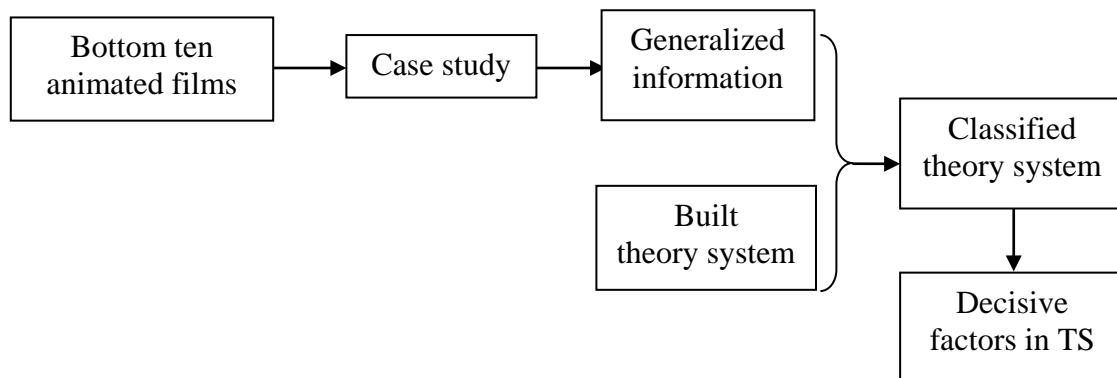 Bottom ten
animated films
Case study
Generalized
information
Built
theory system
Classified
theory system
Decisive
factors in TS